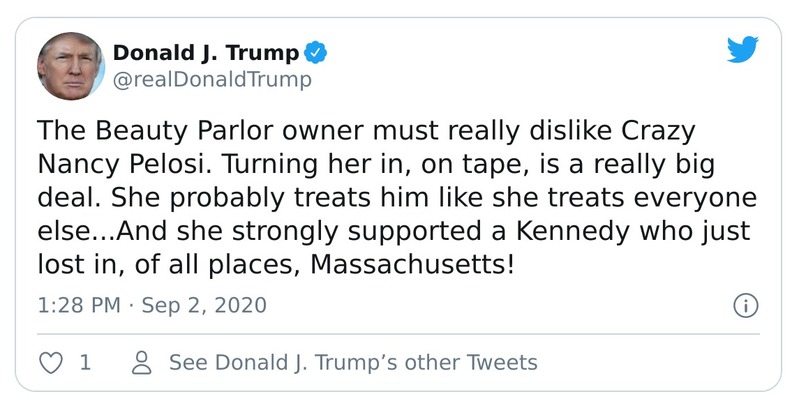 Donald J. Trump
@realDonaldTrump
The Beauty Parlor owner must really dislike Crazy
Nancy Pelosi. Turning her in, on tape, is a really big
deal. She probably treats him like she treats everyone
else...And she strongly supported a Kennedy who just
lost in, of all places, Massachusetts!
1:28 PM · Sep 2, 2020
1 See Donald J. Trump’s other Tweets